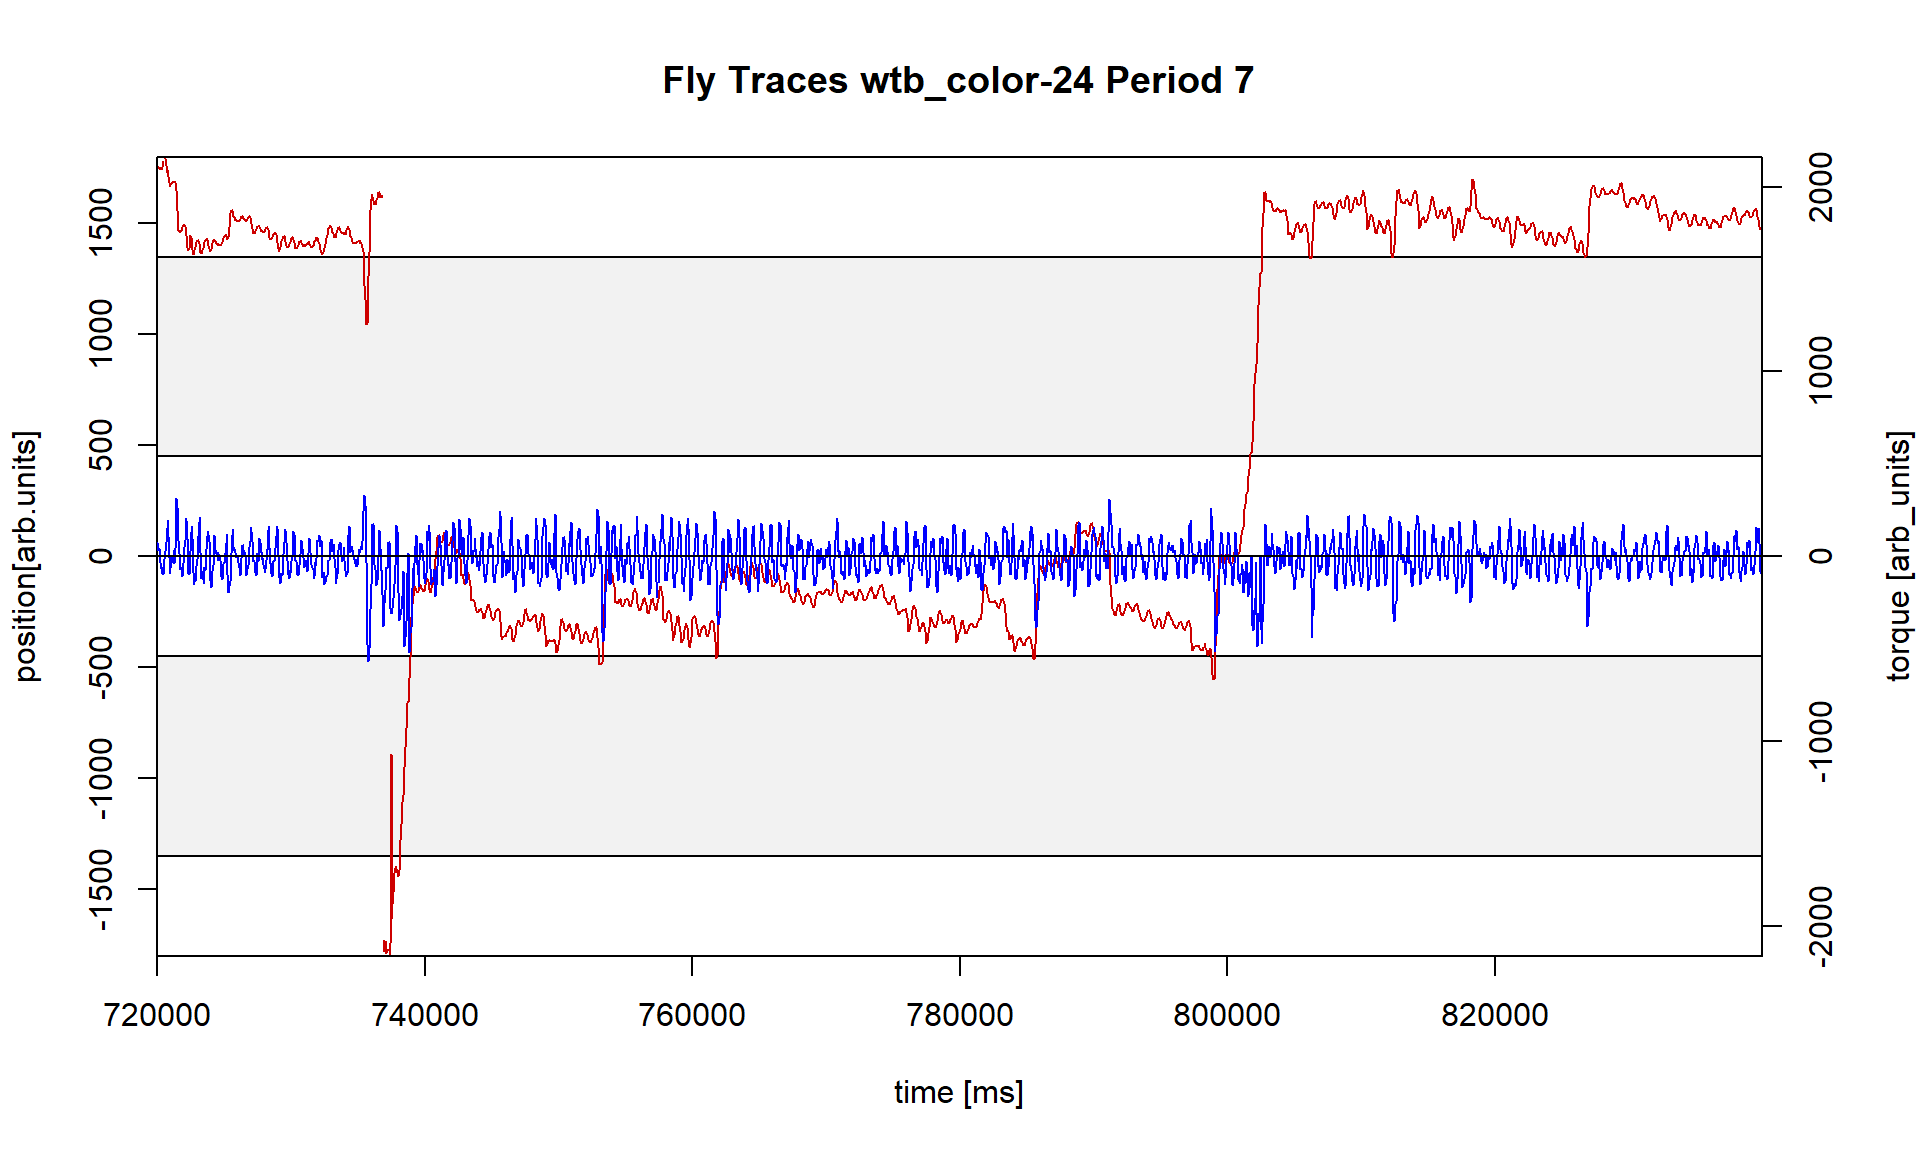 Fly Traces wtb_color-24 Period 7
position[arb.units]
1500
1000
500
0
-500
-1000
-1500
2000
1000
0
-1000
-2000
torque [arb_units]
720000 740000 760000 780000 800000 820000
time [ms]